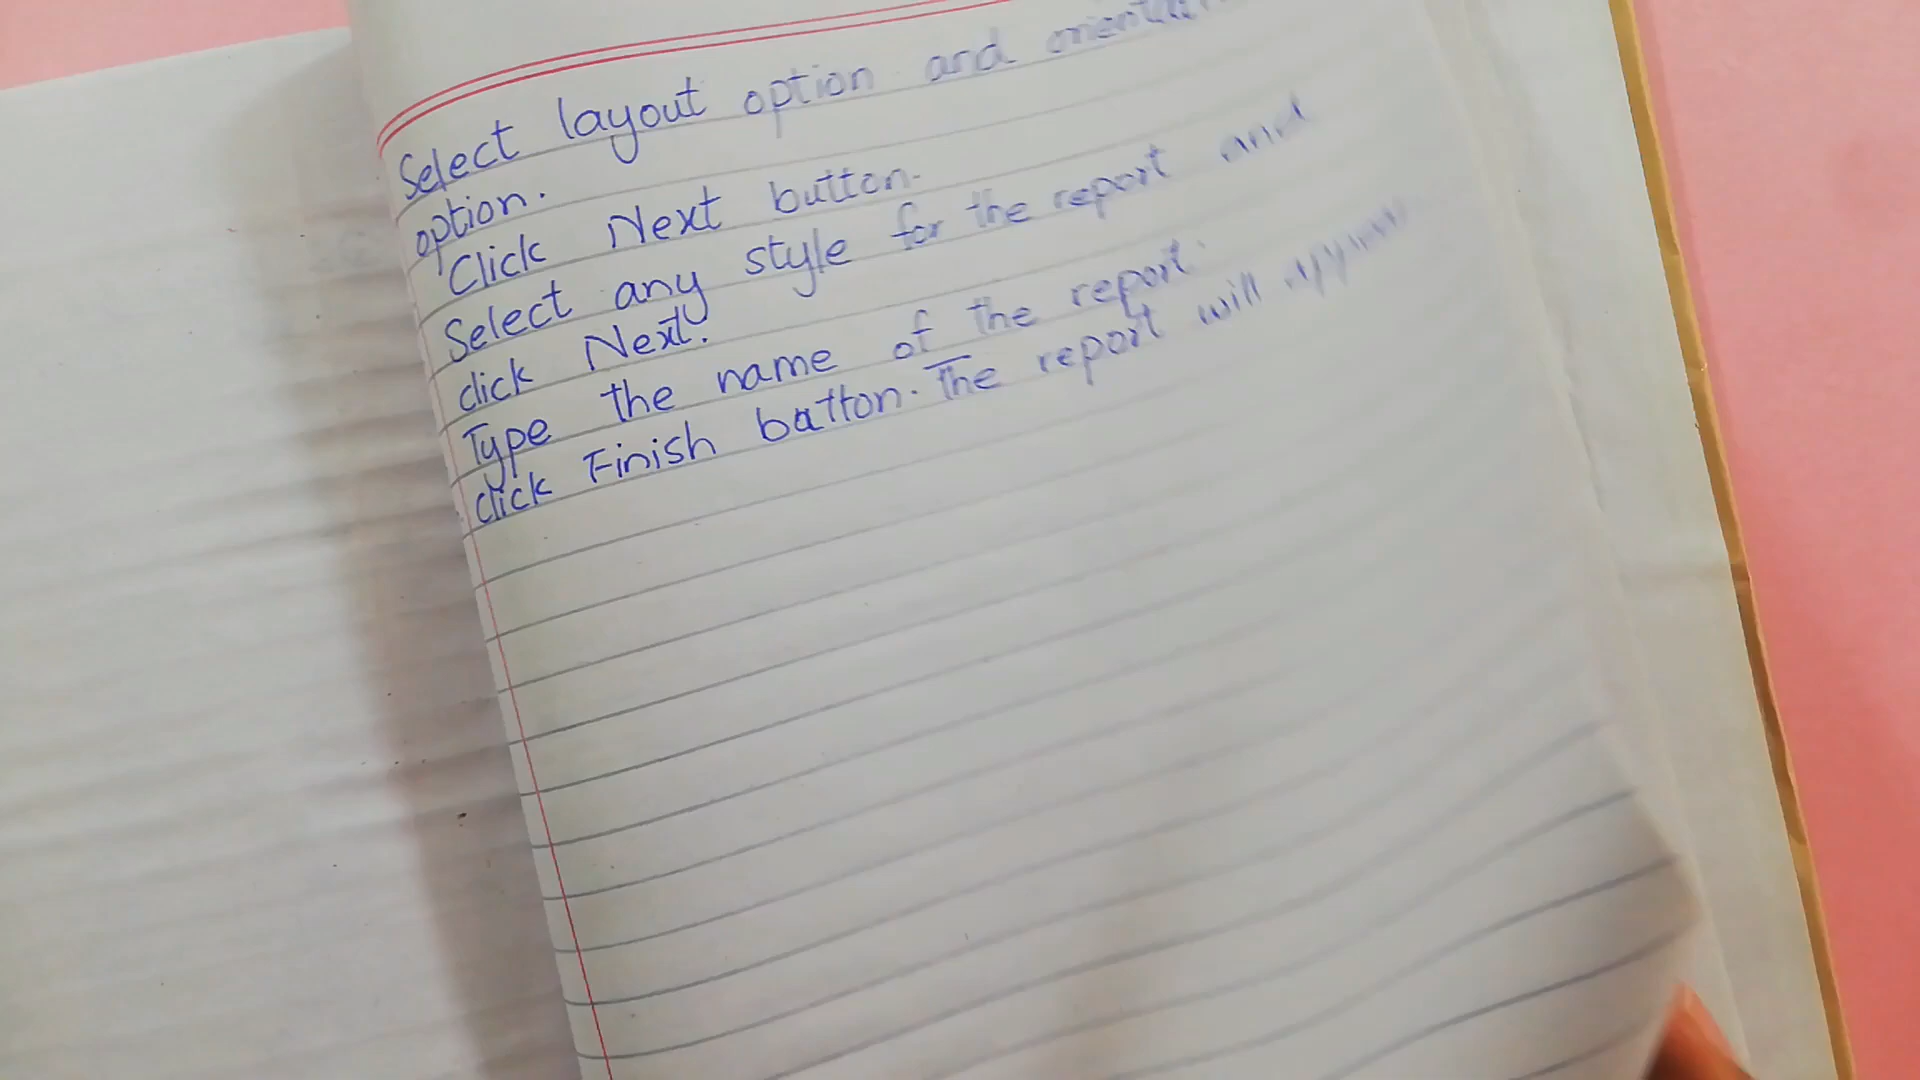 Select layout option and
option.
Click Next button.
Select any style for the report and
click Next.
Type the name of the report.
click Finish button. The report will